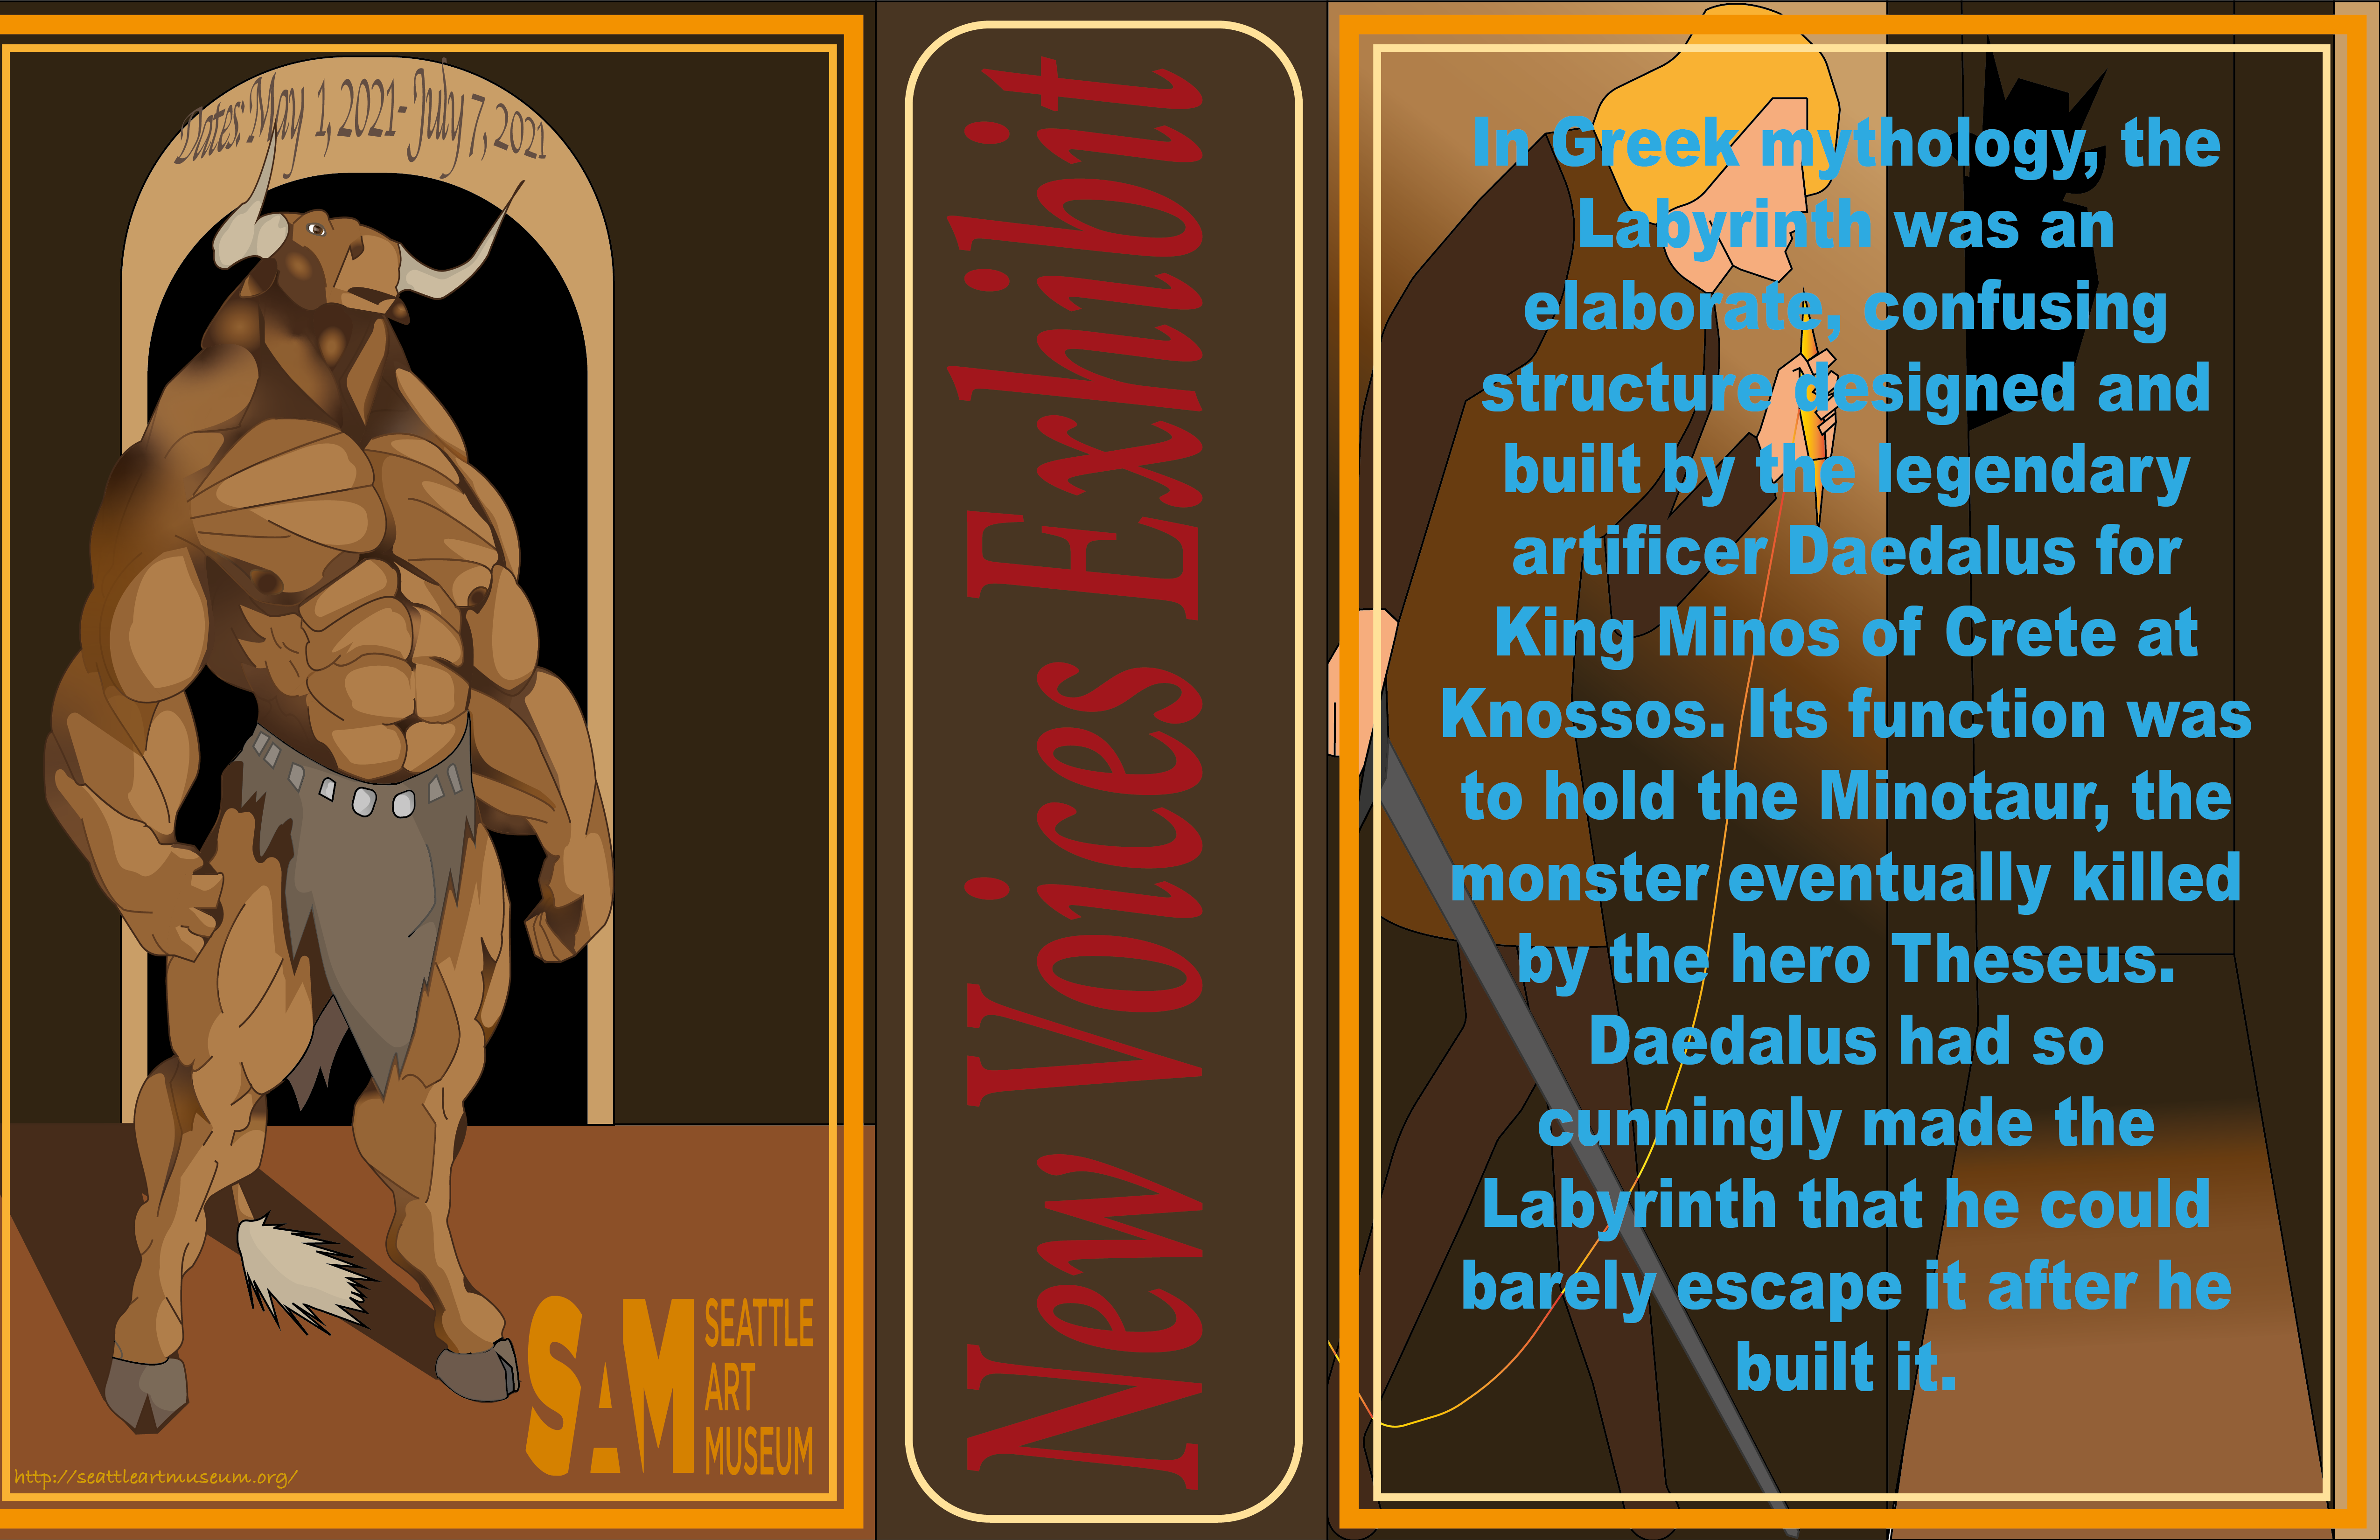 Dates: May 1, 2021- July 7, 2021
SAM
SEATTLE
ART
MUSEUM
http://seattleartmuseum.org/
New Voices Exhibit
In Greek mythology, the
Labyrinth was an
elaborate, confusing
structure designed and
built by the legendary
artificer Daedalus for
King Minos of Crete at
Knossos. Its function was
to hold the Minotaur, the
monster eventually killed
by the hero Theseus.
Daedalus had so
cunningly made the
Labyrinth that he could
barely escape it after he
built it.